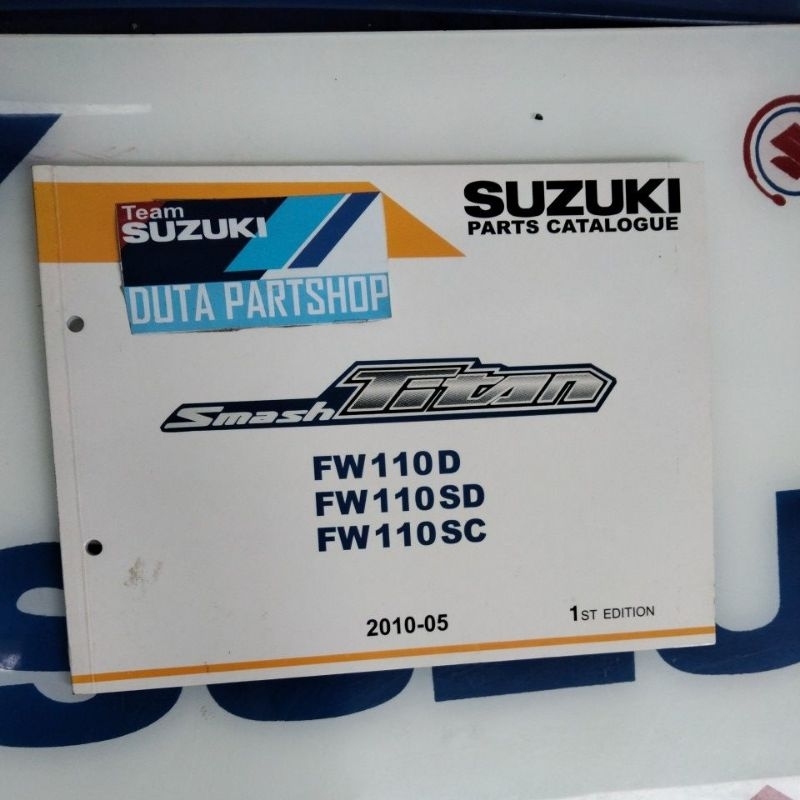 Team
SUZUKI
DUTA PARTSHOP
SUZUKI
PARTS CATALOGUE
Smash Titan
FW110D
FW110SD
FW110SC
2010-05
1ST EDITION